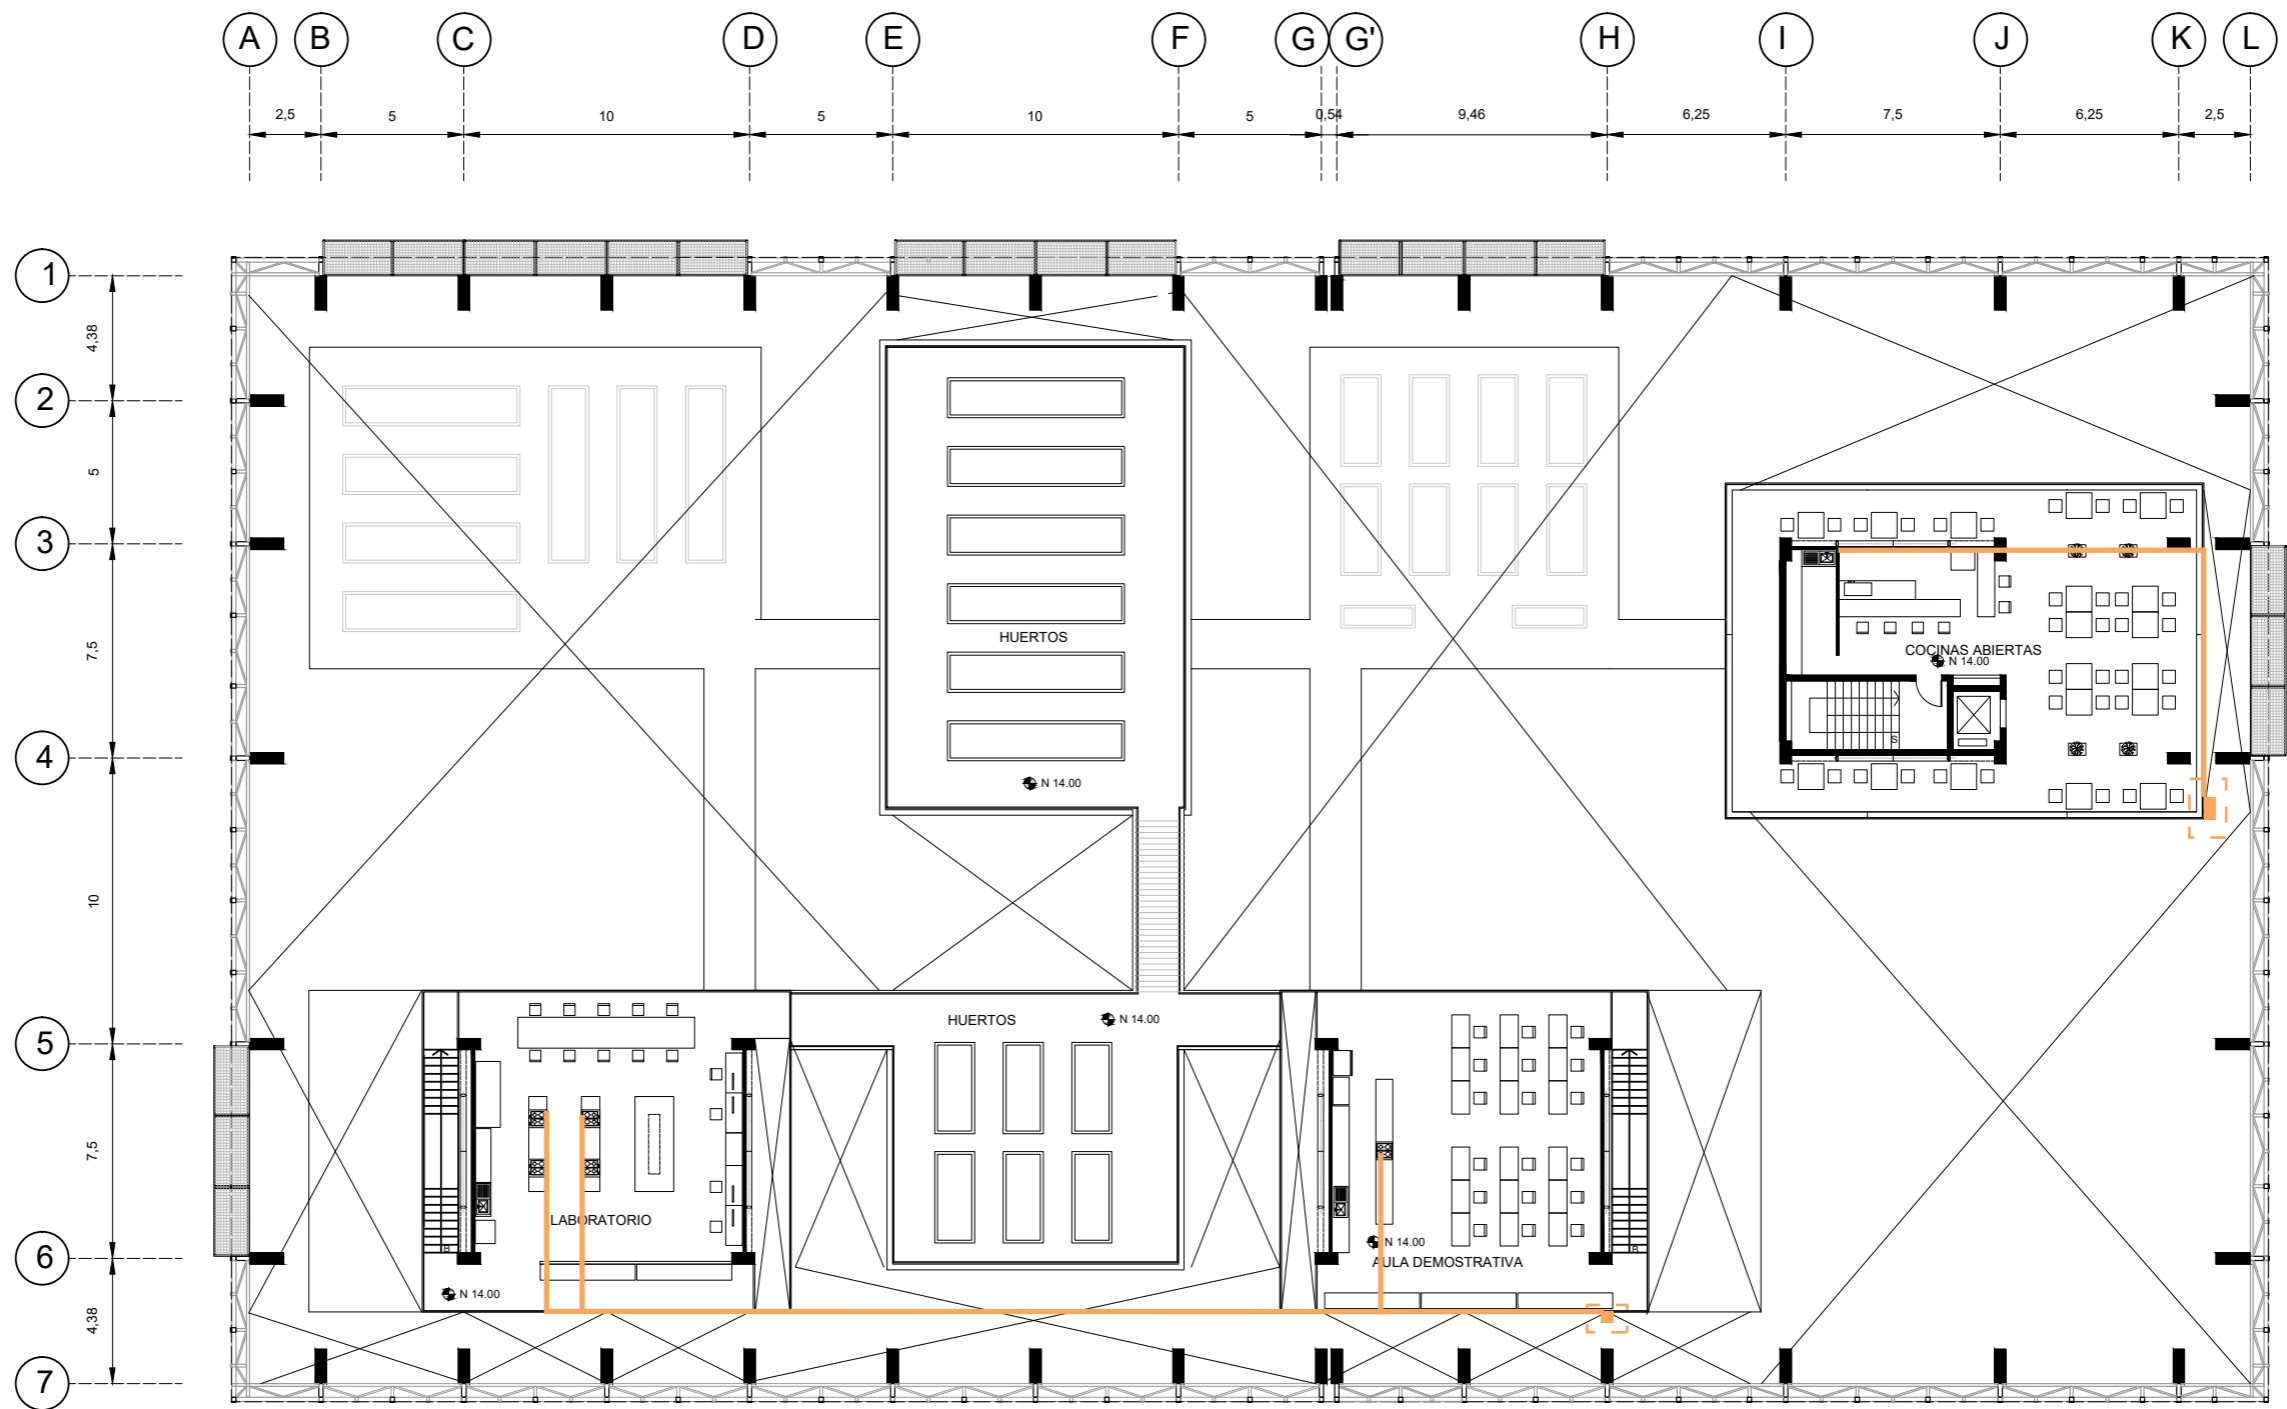 A B C D E F G G' H I J K L
2,5 5 10 5 10 5 0,54 9,46 6,25 7,5 6,25 2,5
1
4,38
2
5
3
7,5
HUERTOS
COCINAS ABIERTAS
N 14.00
S
4
N 14.00
10
HUERTOS
N 14.00
5
7,5
LABORATORIO
N 14.00
B
B
6
AULA DEMOSTRATIVA
N 14.00
4,38
7